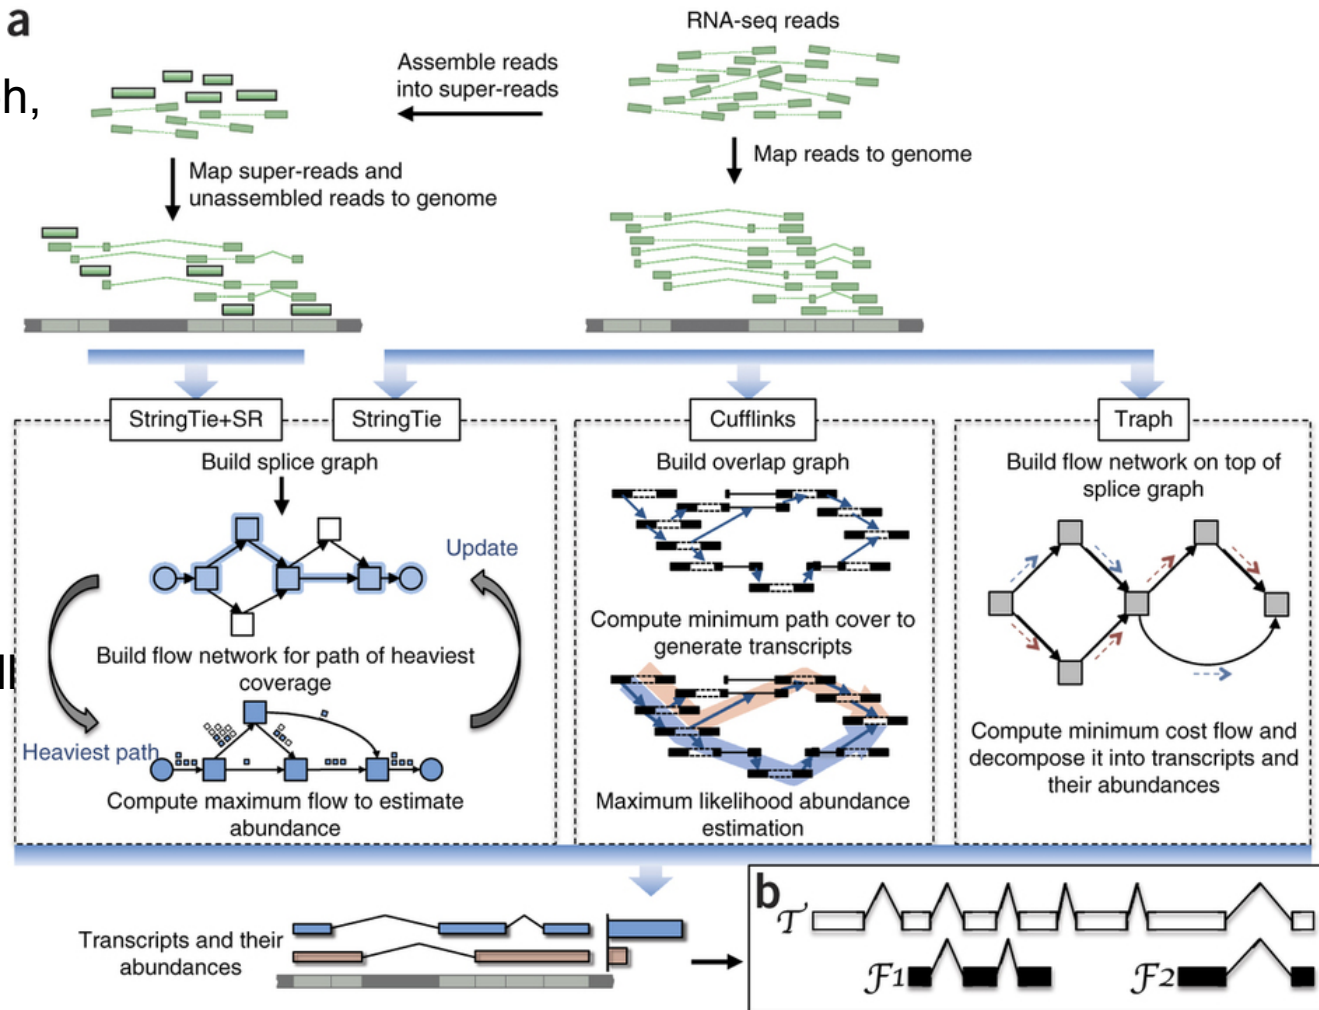 a
RNA-seq reads
Assemble reads
into super-reads
h,
Map super-reads and
unassembled reads to genome
Map reads to genome
StringTie+SR
StringTie
Cufflinks
Traph
Build splice graph
Update
Build flow network for path of heaviest
coverage
ll
Heaviest path
Compute maximum flow to estimate
abundance
Build overlap graph
Compute minimum path cover to
generate transcripts
Maximum likelihood abundance
estimation
Build flow network on top of
splice graph
Compute minimum cost flow and
decompose it into transcripts and
their abundances
Transcripts and their
abundances
b
T
F1
F2